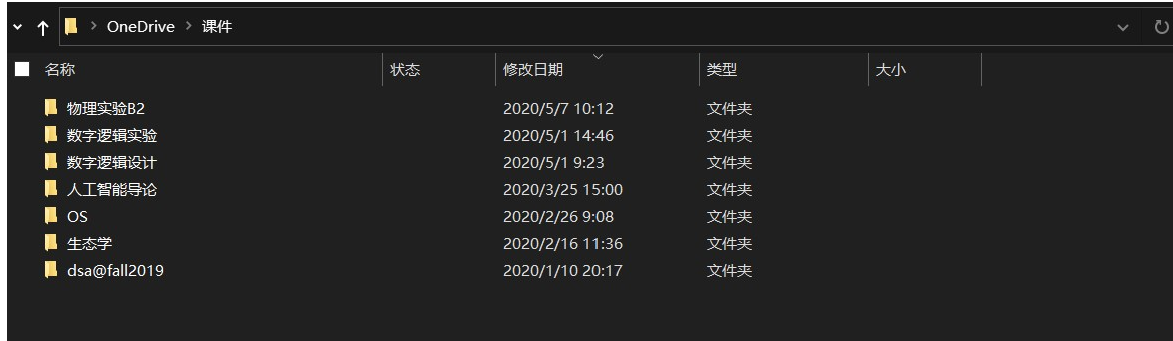 OneDrive 课件
名称 状态 修改日期 类型 大小
物理实验B2 2020/5/7 10:12 文件夹
数字逻辑实验 2020/5/1 14:46 文件夹
数字逻辑设计 2020/5/1 9:23 文件夹
人工智能导论 2020/3/25 15:00 文件夹
OS 2020/2/26 9:08 文件夹
生态学 2020/2/16 11:36 文件夹
dsa@fall2019 2020/1/10 20:17 文件夹